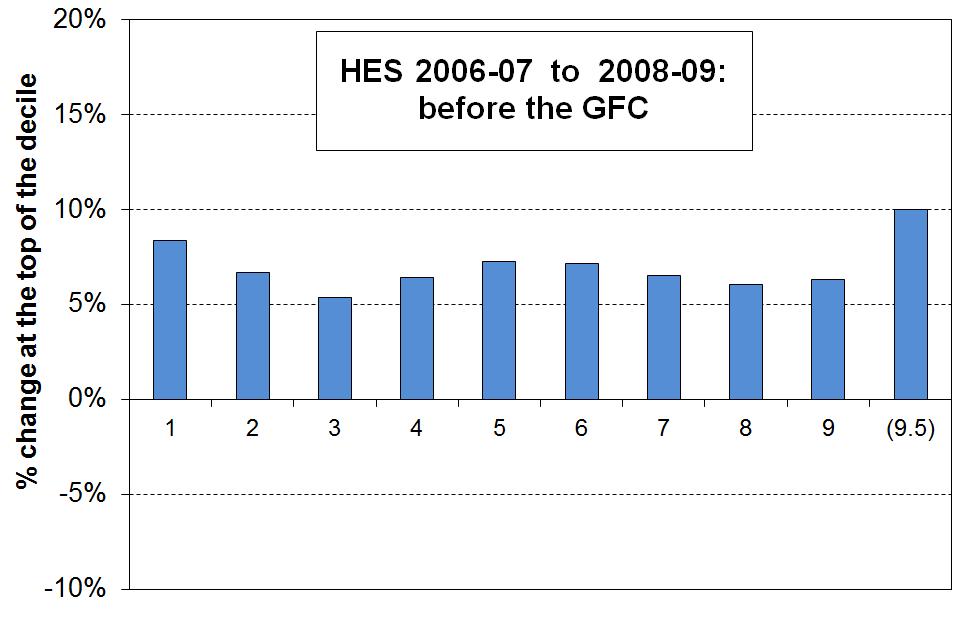 20%
HES 2006-07 to 2008-09:
before the GFC
15%
10%
5%
0%
-5%
-10%
% change at the top of the decile
1 2 3 4 5 6 7 8 9 (9.5)